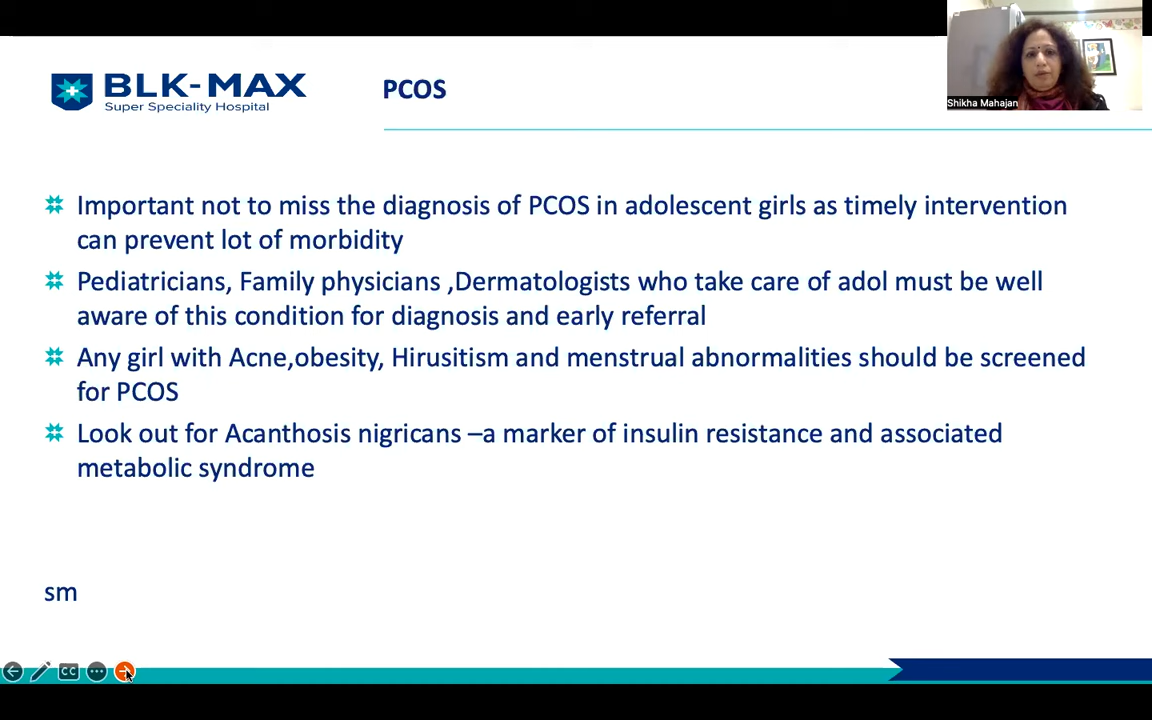 BLK-MAX
Super Speciality Hospital
PCOS
Shikha Mahajan
Important not to miss the diagnosis of PCOS in adolescent girls as timely intervention
can prevent lot of morbidity
Pediatricians, Family physicians ,Dermatologists who take care of adol must be well
aware of this condition for diagnosis and early referral
Any girl with Acne,obesity, Hirusitism and menstrual abnormalities should be screened
for PCOS
Look out for Acanthosis nigricans –a marker of insulin resistance and associated
metabolic syndrome
sm
CC